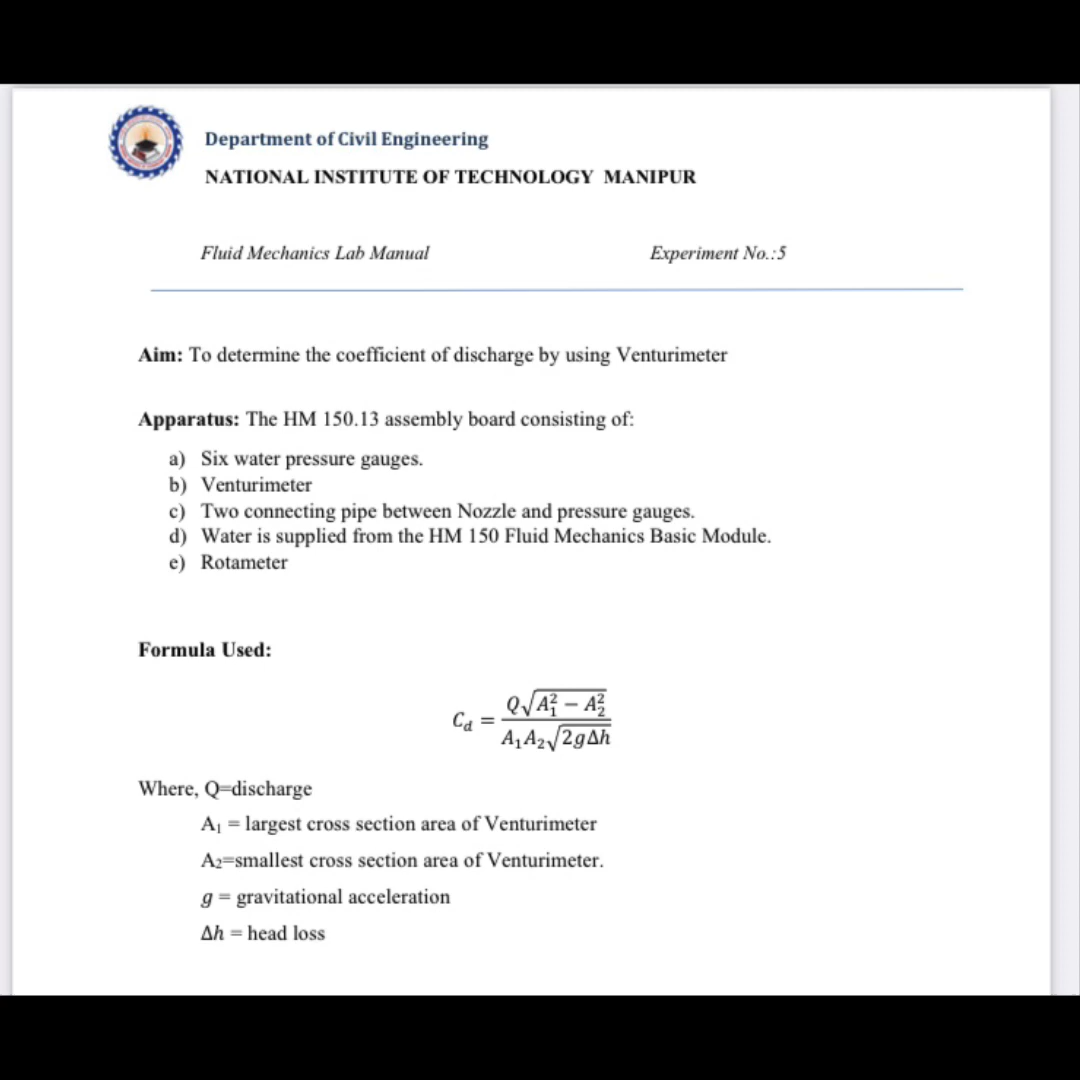 Department of Civil Engineering
NATIONAL INSTITUTE OF TECHNOLOGY MANIPUR
Fluid Mechanics Lab Manual Experiment No.:5
Aim: To determine the coefficient of discharge by using Venturimeter
Apparatus: The HM 150.13 assembly board consisting of:
a) Six water pressure gauges.
b) Venturimeter
c) Two connecting pipe between Nozzle and pressure gauges.
d) Water is supplied from the HM 150 Fluid Mechanics Basic Module.
e) Rotameter
Formula Used:
C_d = Q√(A₁² − A₂²) / A₁A₂√(2gΔh)
Where, Q=discharge
A₁ = largest cross section area of Venturimeter
A₂=smallest cross section area of Venturimeter.
g = gravitational acceleration
Δh = head loss